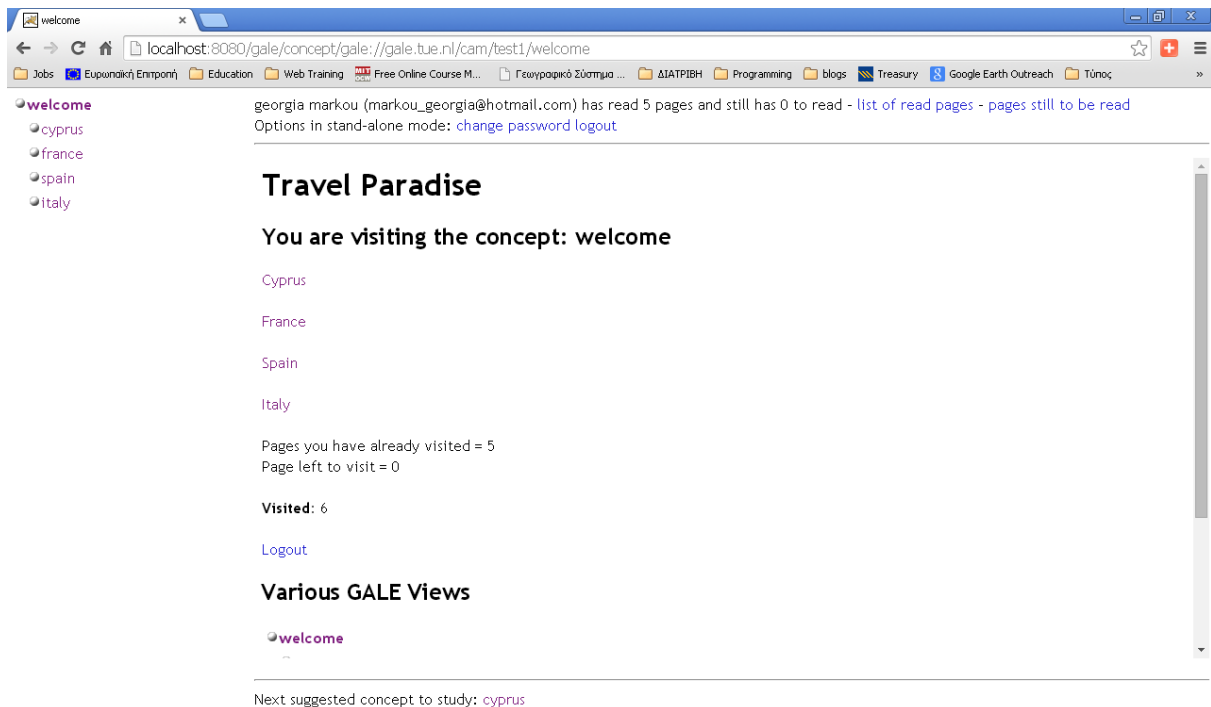 welcome
localhost:8080/gale/concept/gale://gale.tue.nl/cam/test1/welcome
Jobs Ευρωπαϊκή Επιτροπή Education Web Training Free Online Course M... Γεωγραφικό Σύστημα ... ΔΙΑΤΡΙΒΗ Programming blogs Treasury Google Earth Outreach Τύπος »
welcome
cyprus
france
spain
italy
georgia markou (markou_georgia@hotmail.com) has read 5 pages and still has 0 to read - list of read pages - pages still to be read
Options in stand-alone mode: change password logout
Travel Paradise
You are visiting the concept: welcome
Cyprus
France
Spain
Italy
Pages you have already visited = 5
Page left to visit = 0
Visited: 6
Logout
Various GALE Views
welcome
Next suggested concept to study: cyprus